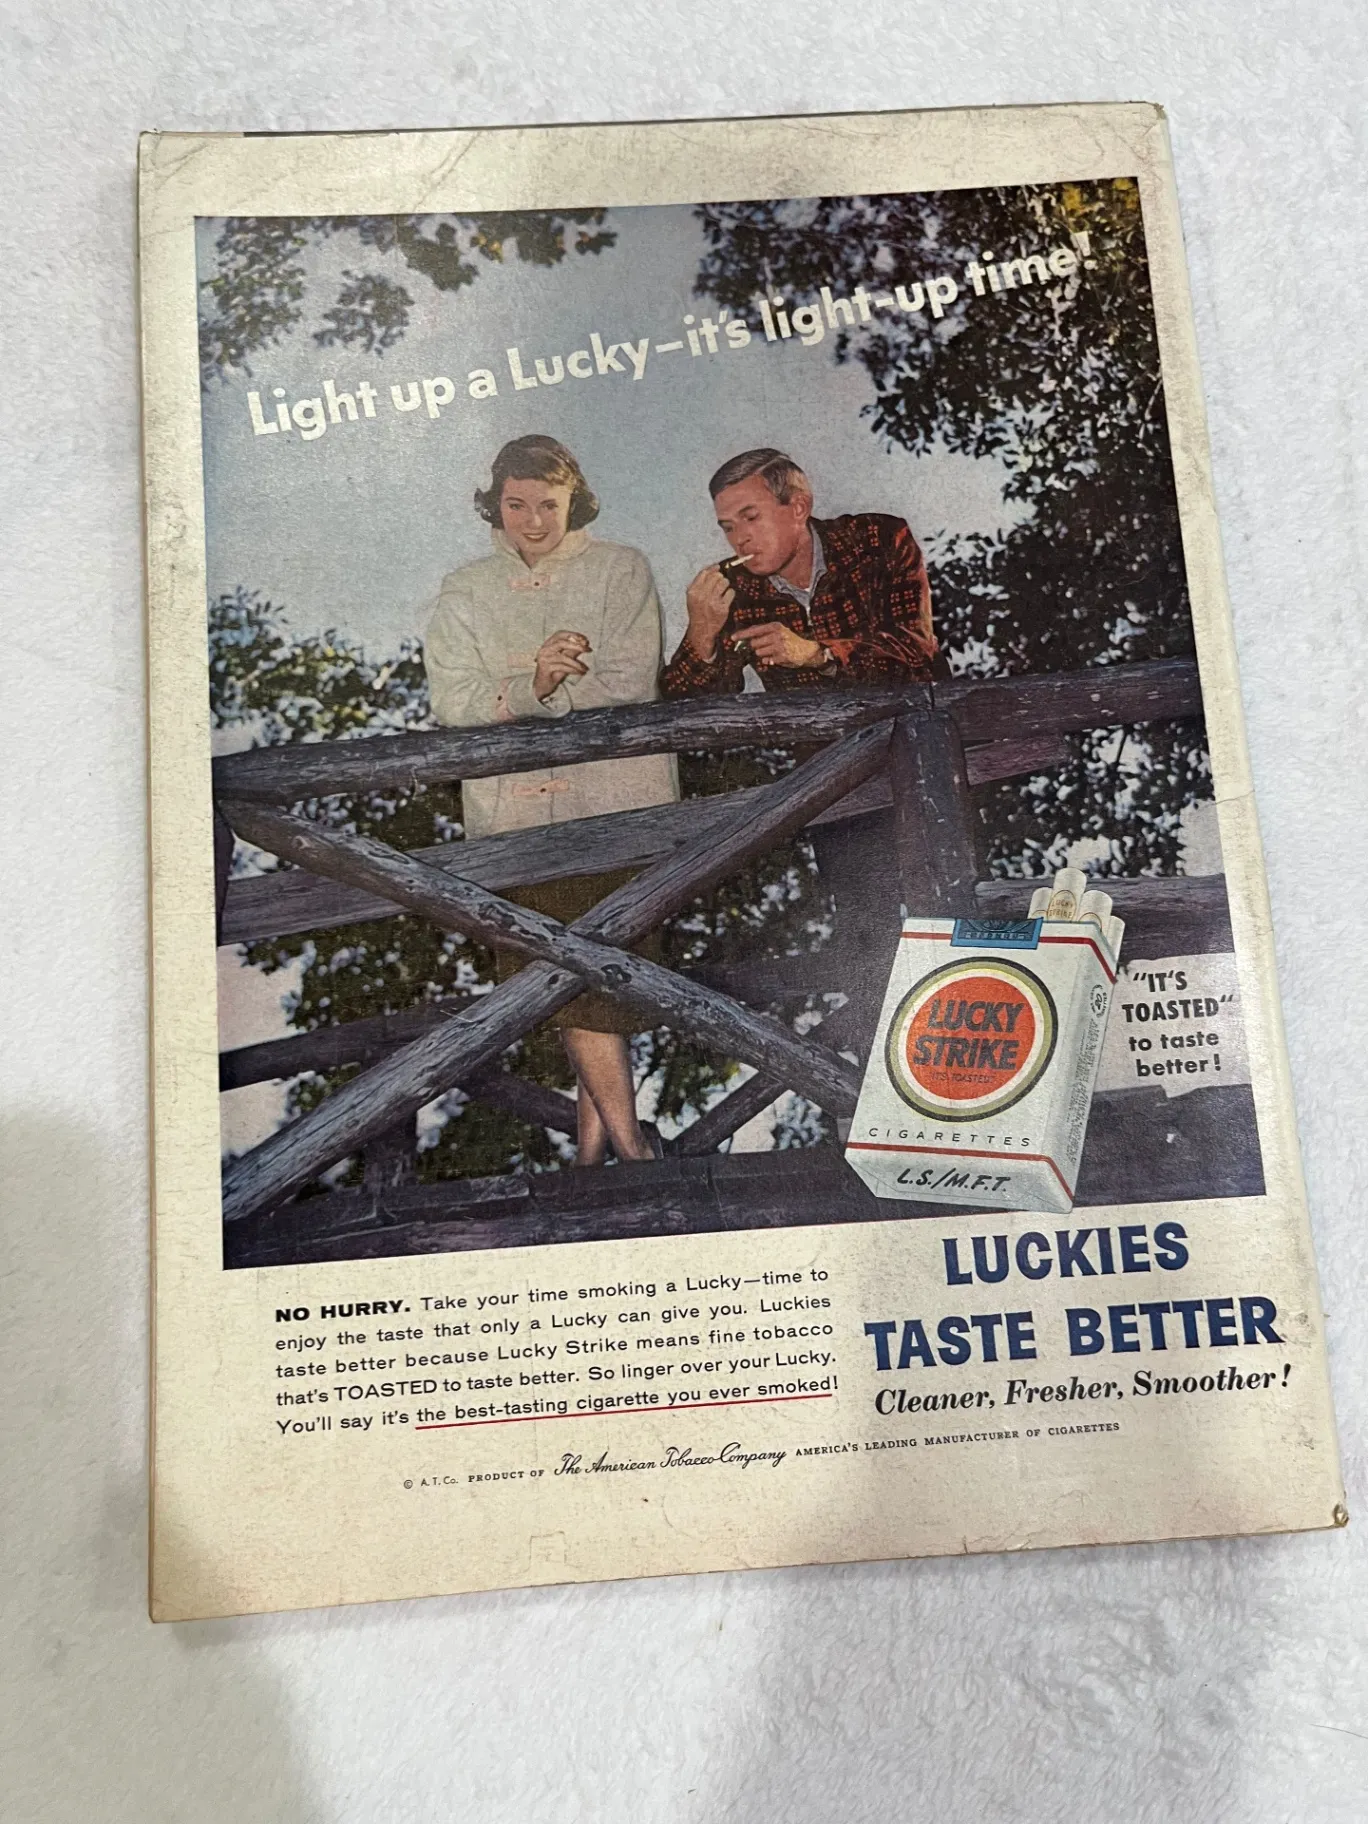 Light up a Lucky—it's light-up time!
LUCKY
STRIKE
LUCKY
STRIKE
"IT'S TOASTED"
CIGARETTES
L.S./M.F.T.
"IT'S
TOASTED"
to taste
better!
NO HURRY. Take your time smoking a Lucky—time to
enjoy the taste that only a Lucky can give you. Luckies
taste better because Lucky Strike means fine tobacco
that's TOASTED to taste better. So linger over your Lucky.
You'll say it's the best-tasting cigarette you ever smoked!
LUCKIES
TASTE BETTER
Cleaner, Fresher, Smoother!
© A.T.Co. PRODUCT OF The American Tobacco Company AMERICA'S LEADING MANUFACTURER OF CIGARETTES